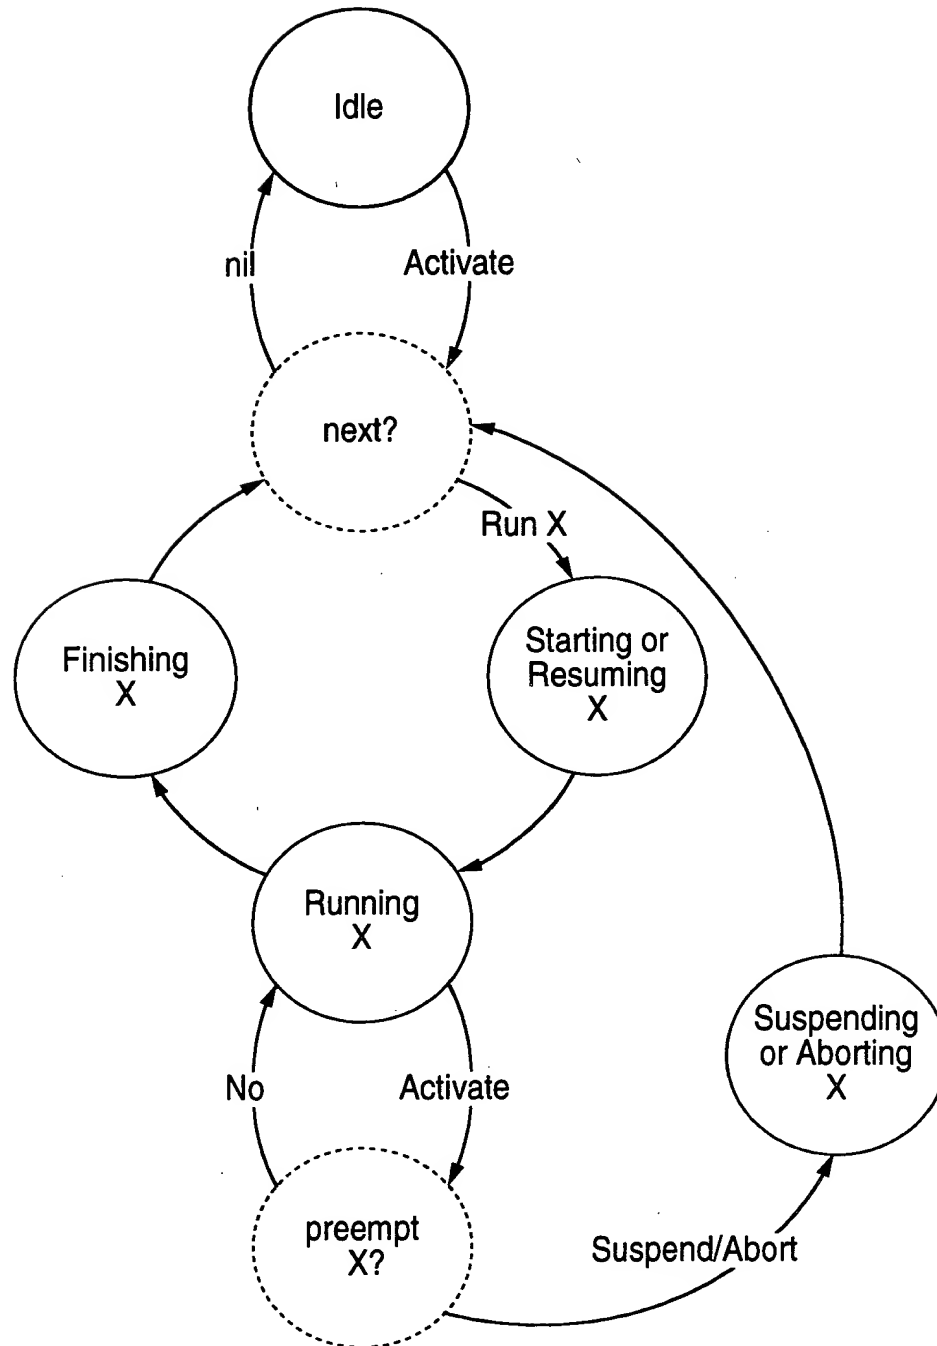 Idle
nil
Activate
next?
Run X
Finishing
X
Starting or
Resuming
X
Running
X
Suspending
or Aborting
X
No
Activate
preempt
X?
Suspend/Abort